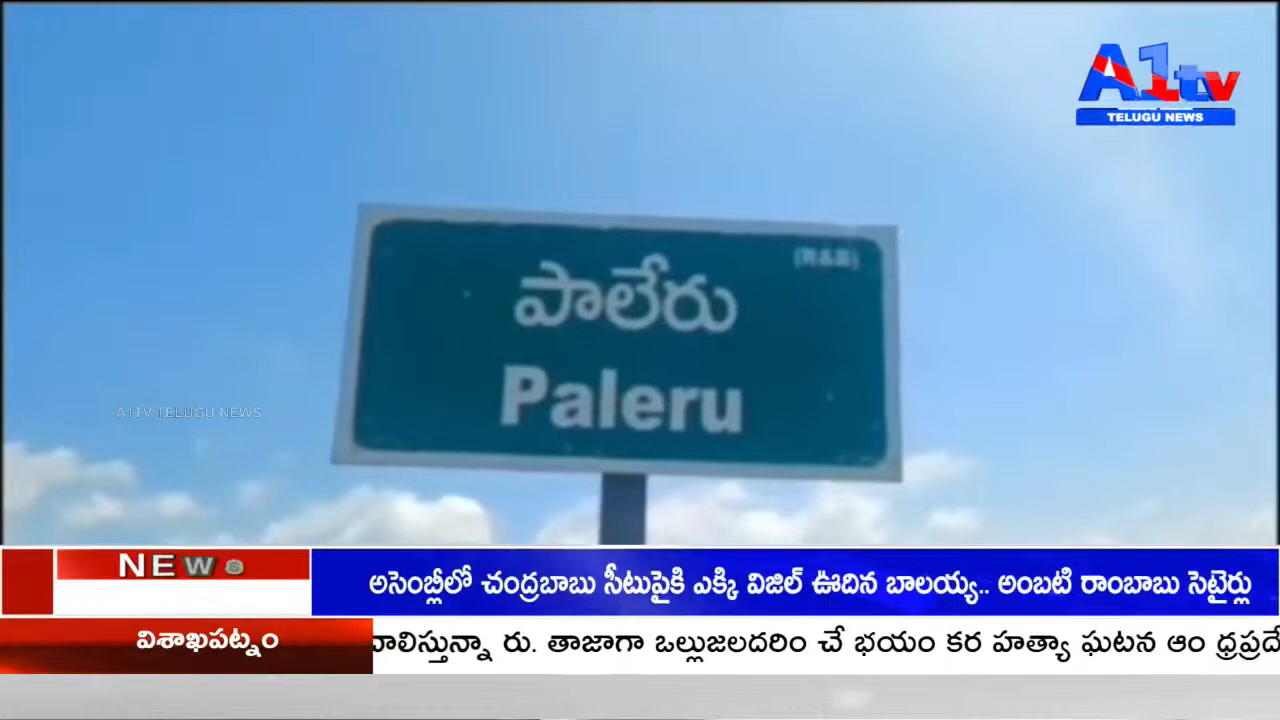 A1tv
TELUGU NEWS
(R&B)
పాలేరు
Paleru
A1TV TELUGU NEWS
NEWS
అసెంబ్లీలో చంద్రబాబు సీటుపైకి ఎక్కి విజిల్ ఊదిన బాలయ్య.. అంబటి రాంబాబు సెటైర్లు
విశాఖపట్నం
పాలిస్తున్నా రు. తాజాగా ఒల్లుజలదరిం చే భయం కర హత్యా ఘటన ఆం ధ్రప్రదే